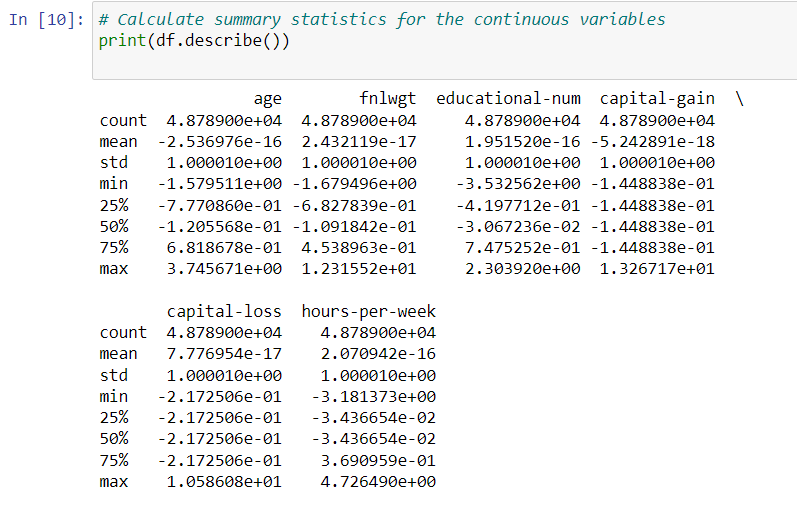 In [10]: # Calculate summary statistics for the continuous variables
print(df.describe())
age fnlwgt educational-num capital-gain \
count 4.878900e+04 4.878900e+04 4.878900e+04 4.878900e+04
mean -2.536976e-16 2.432119e-17 1.951520e-16 -5.242891e-18
std 1.000010e+00 1.000010e+00 1.000010e+00 1.000010e+00
min -1.579511e+00 -1.679496e+00 -3.532562e+00 -1.448838e-01
25% -7.770860e-01 -6.827839e-01 -4.197712e-01 -1.448838e-01
50% -1.205568e-01 -1.091842e-01 -3.067236e-02 -1.448838e-01
75% 6.818678e-01 4.538963e-01 7.475252e-01 -1.448838e-01
max 3.745671e+00 1.231552e+01 2.303920e+00 1.326717e+01
capital-loss hours-per-week
count 4.878900e+04 4.878900e+04
mean 7.776954e-17 2.070942e-16
std 1.000010e+00 1.000010e+00
min -2.172506e-01 -3.181373e+00
25% -2.172506e-01 -3.436654e-02
50% -2.172506e-01 -3.436654e-02
75% -2.172506e-01 3.690959e-01
max 1.058608e+01 4.726490e+00